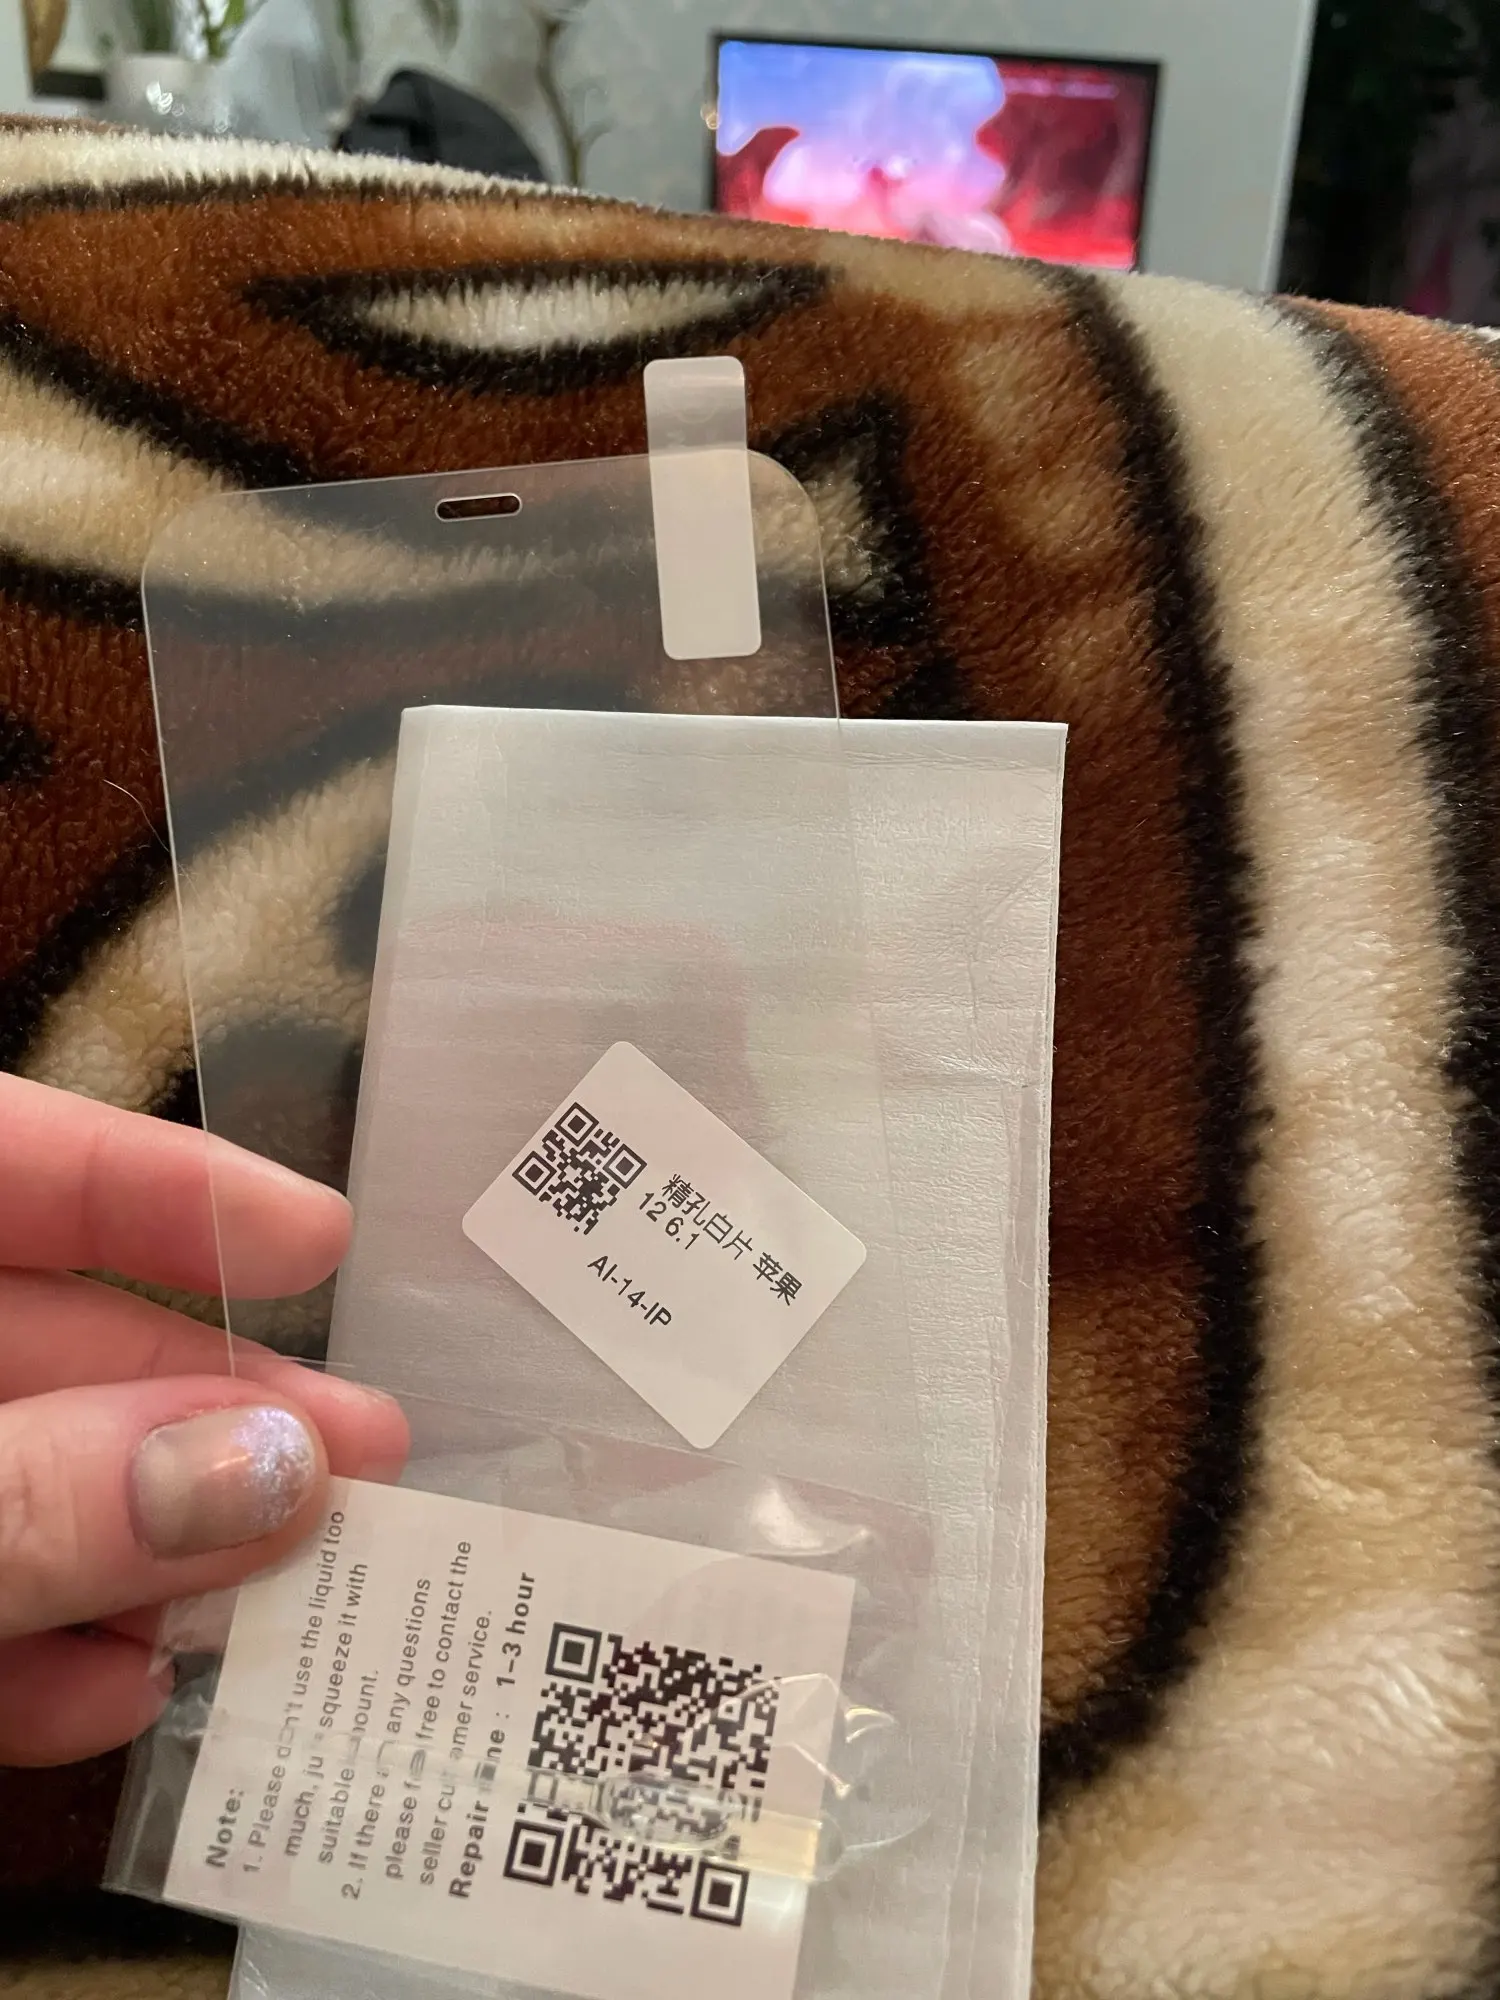 精孔白片 苹果
12 6.1
AI-14-IP
Note:
1. Please don't use the liquid too
much, ju squeeze it with
suitable amount.
2. If there any questions
please free to contact the
seller customer service.
Repair : 1-3 hour